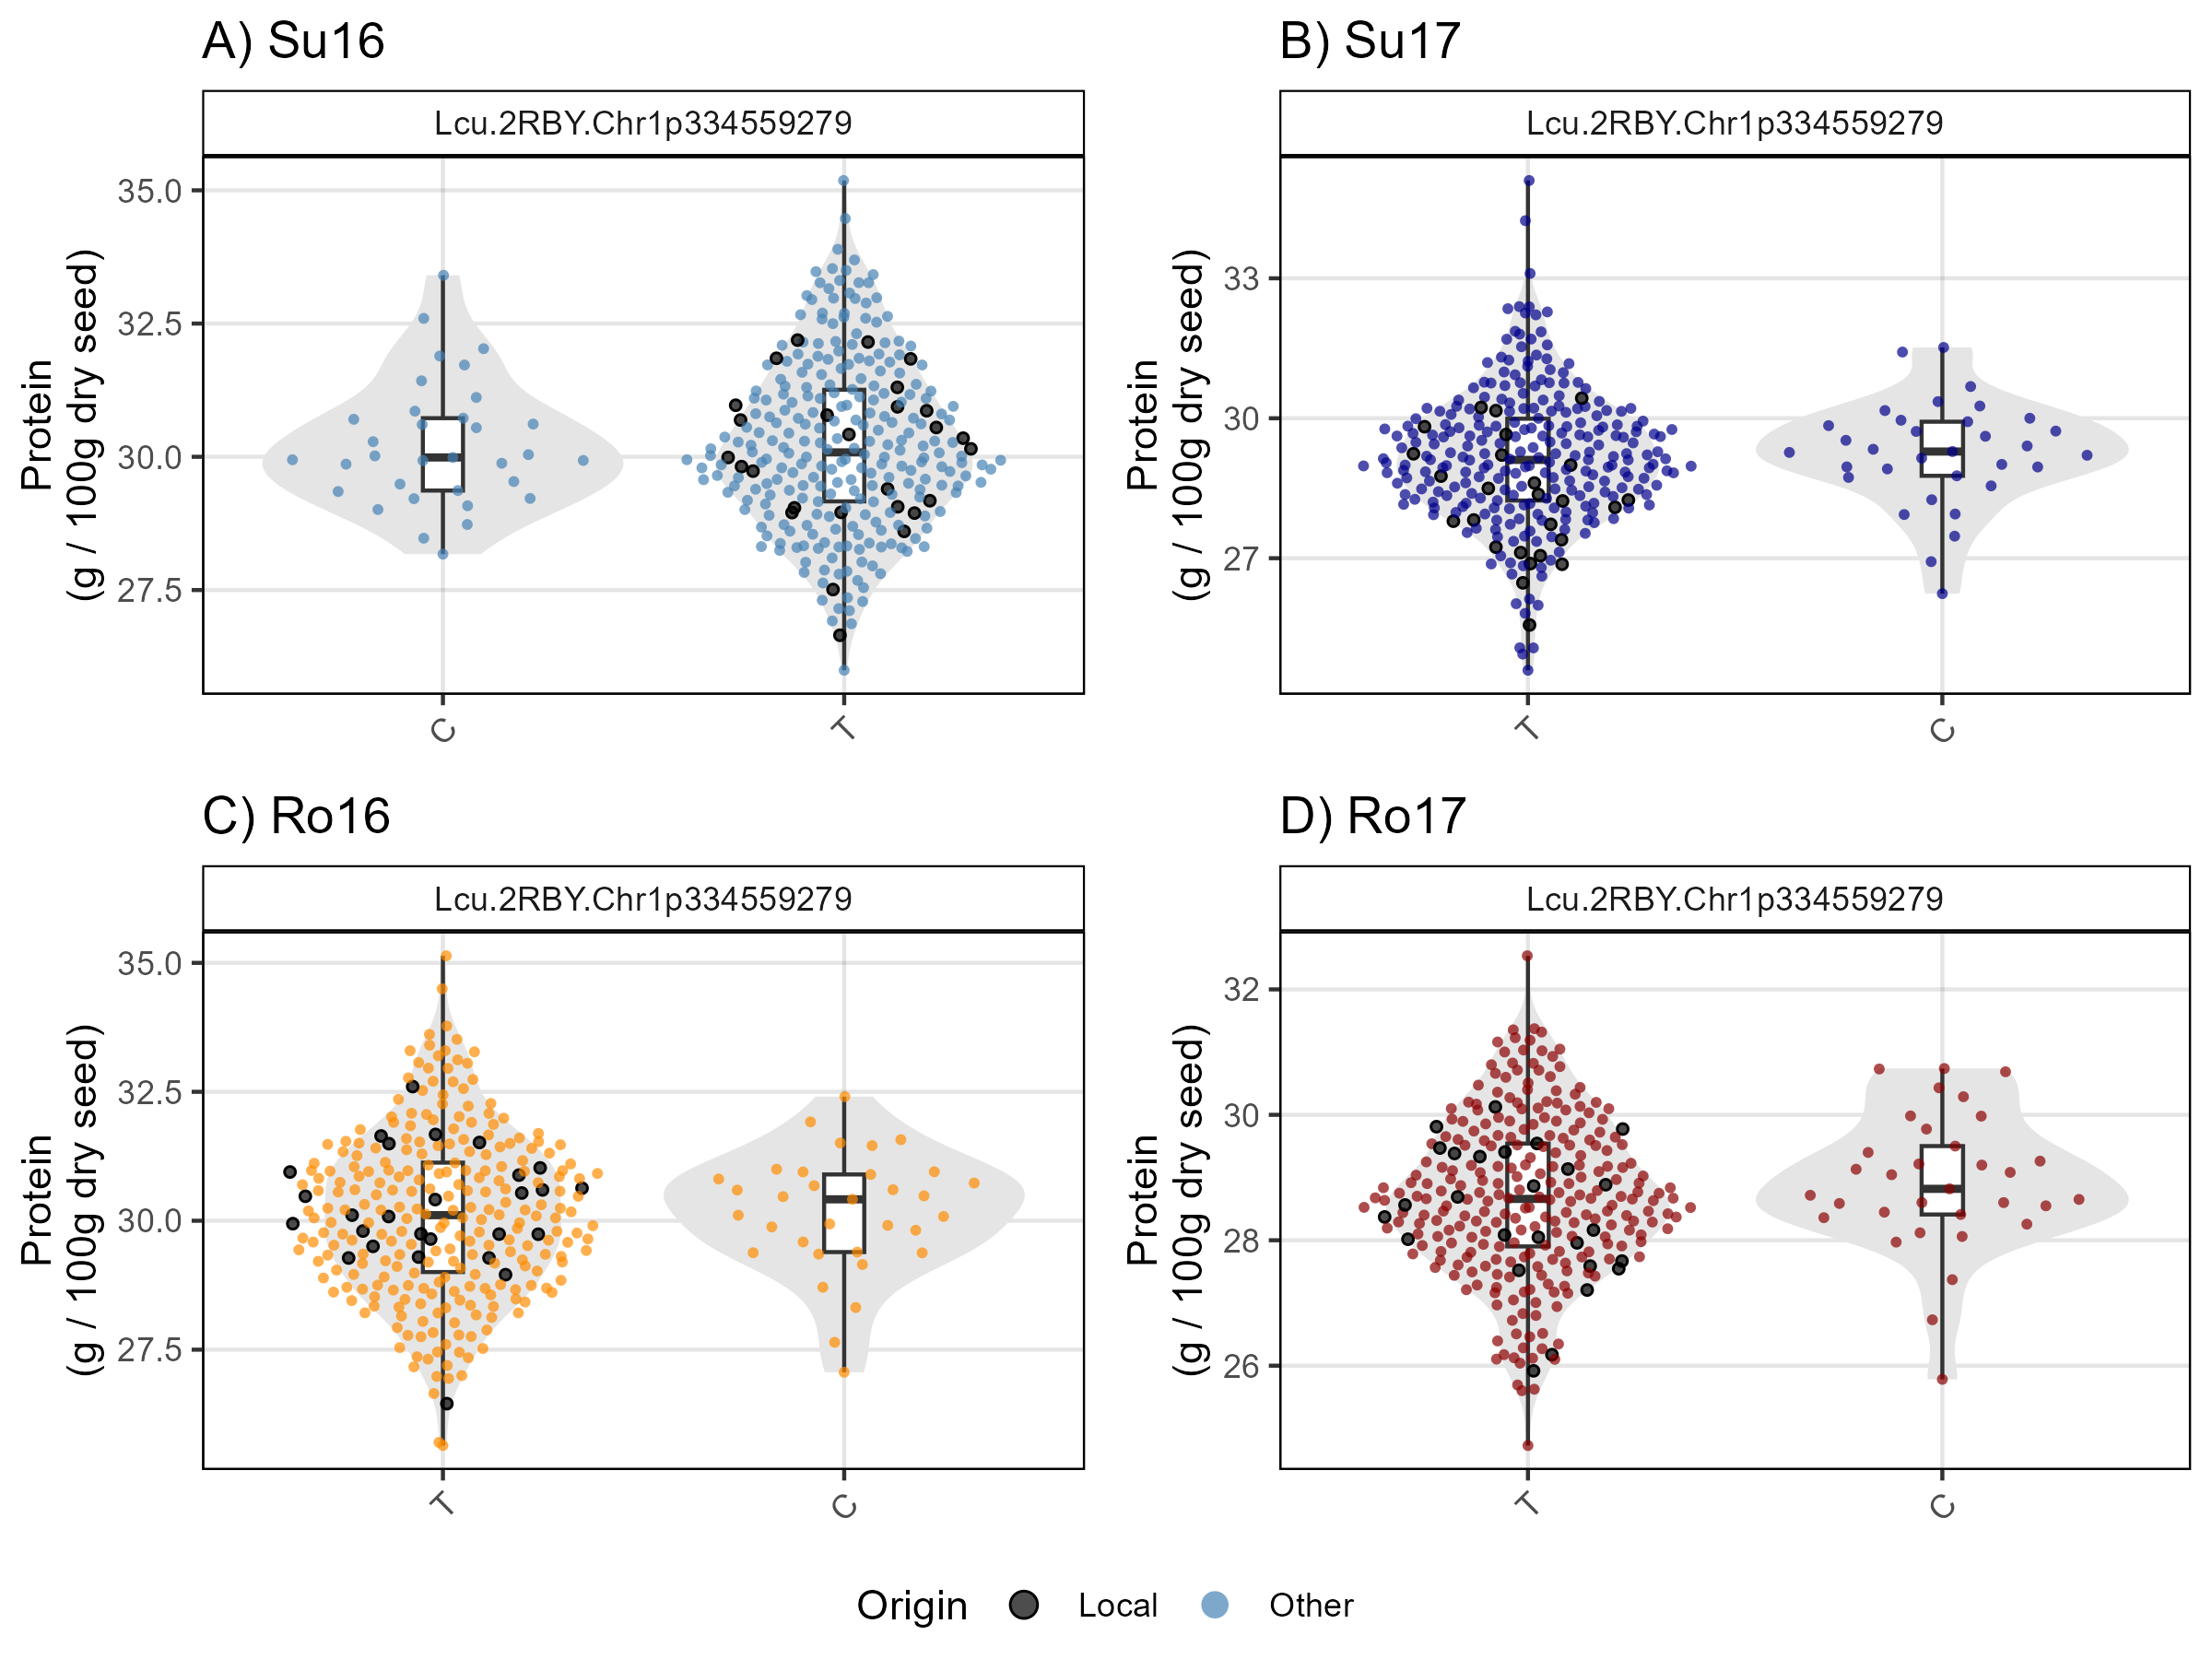 A) Su16
Lcu.2RBY.Chr1p334559279
Protein
(g / 100g dry seed)
35.0
32.5
30.0
27.5
C
T
B) Su17
Lcu.2RBY.Chr1p334559279
Protein
(g / 100g dry seed)
33
30
27
T
C
C) Ro16
Lcu.2RBY.Chr1p334559279
Protein
(g / 100g dry seed)
35.0
32.5
30.0
27.5
T
C
D) Ro17
Lcu.2RBY.Chr1p334559279
Protein
(g / 100g dry seed)
32
30
28
26
T
C
Origin Local Other